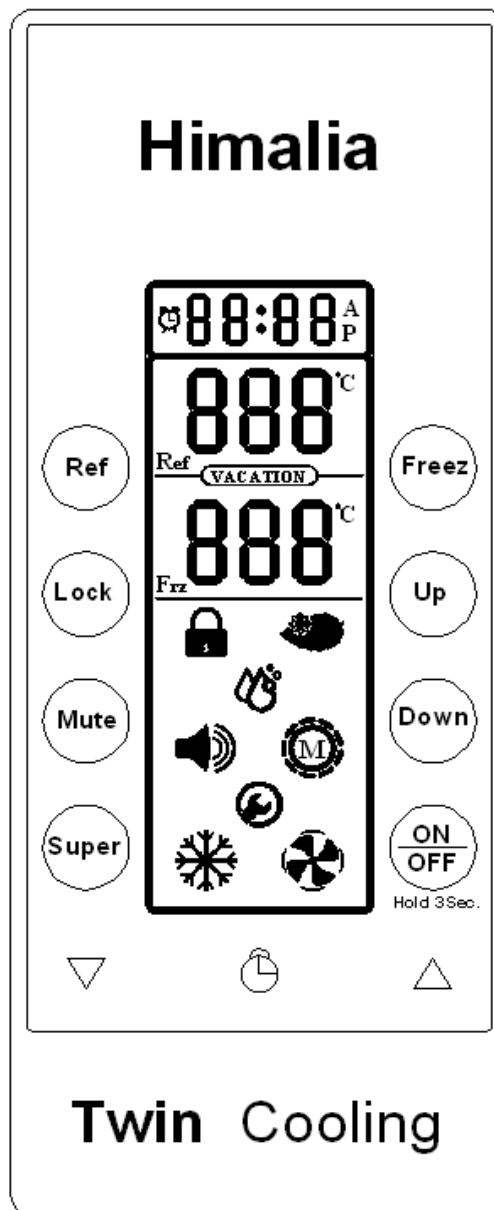 Himalia
88:88 A
P
888 °C
Ref
VACATION
888 °C
Frz
M
Ref
Lock
Mute
Super
Freez
Up
Down
ON
OFF
Hold 3Sec.
Twin Cooling